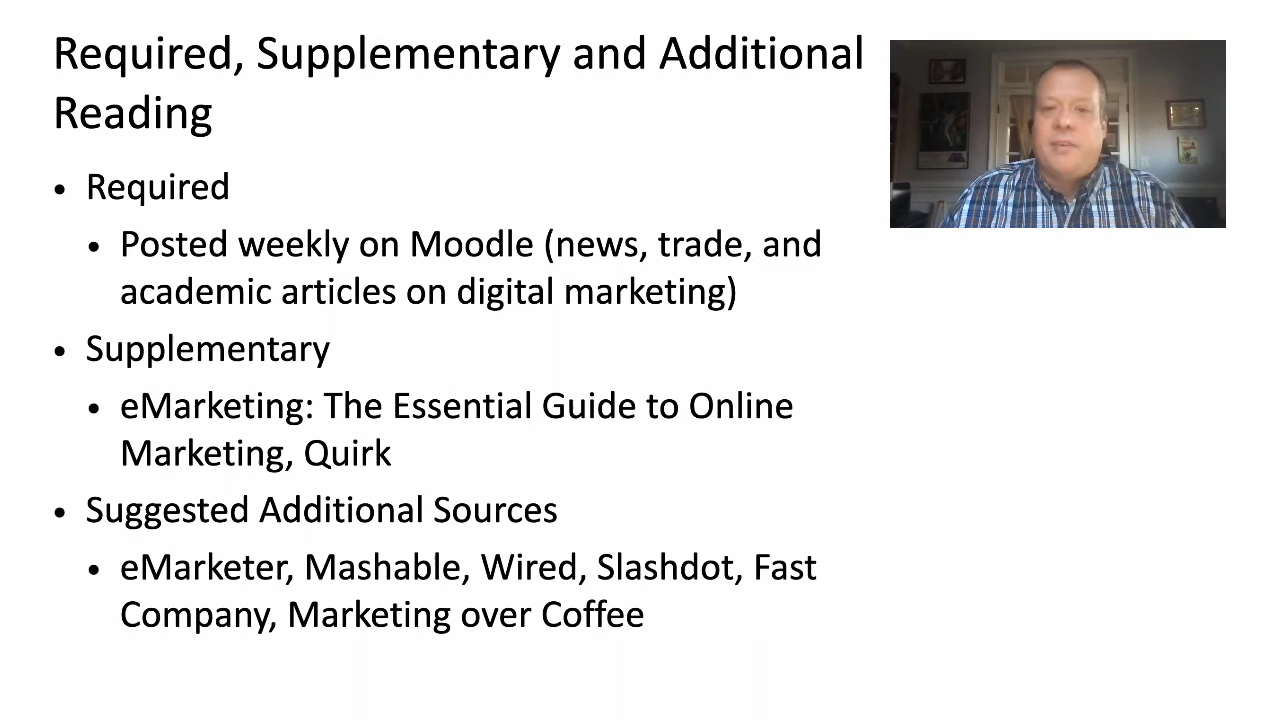 Required, Supplementary and Additional
Reading
• Required
• Posted weekly on Moodle (news, trade, and
academic articles on digital marketing)
• Supplementary
• eMarketing: The Essential Guide to Online
Marketing, Quirk
• Suggested Additional Sources
• eMarketer, Mashable, Wired, Slashdot, Fast
Company, Marketing over Coffee